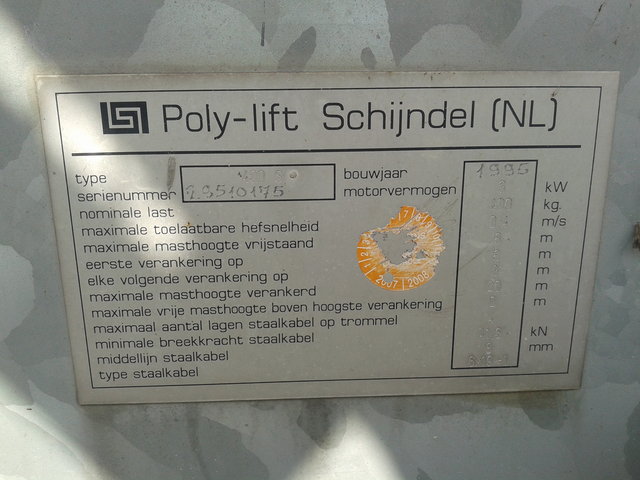 Poly-lift Schijndel (NL)
type bouwjaar 1995
serienummer 29510175 motorvermogen kW
nominale last kg.
maximale toelaatbare hefsnelheid m/s
maximale masthoogte vrijstaand m
eerste verankering op m
elke volgende verankering op m
maximale masthoogte verankerd m
maximale vrije masthoogte boven hoogste verankering m
maximaal aantal lagen staalkabel op trommel
minimale breekkracht staalkabel kN
middellijn staalkabel mm
type staalkabel
2007 2008